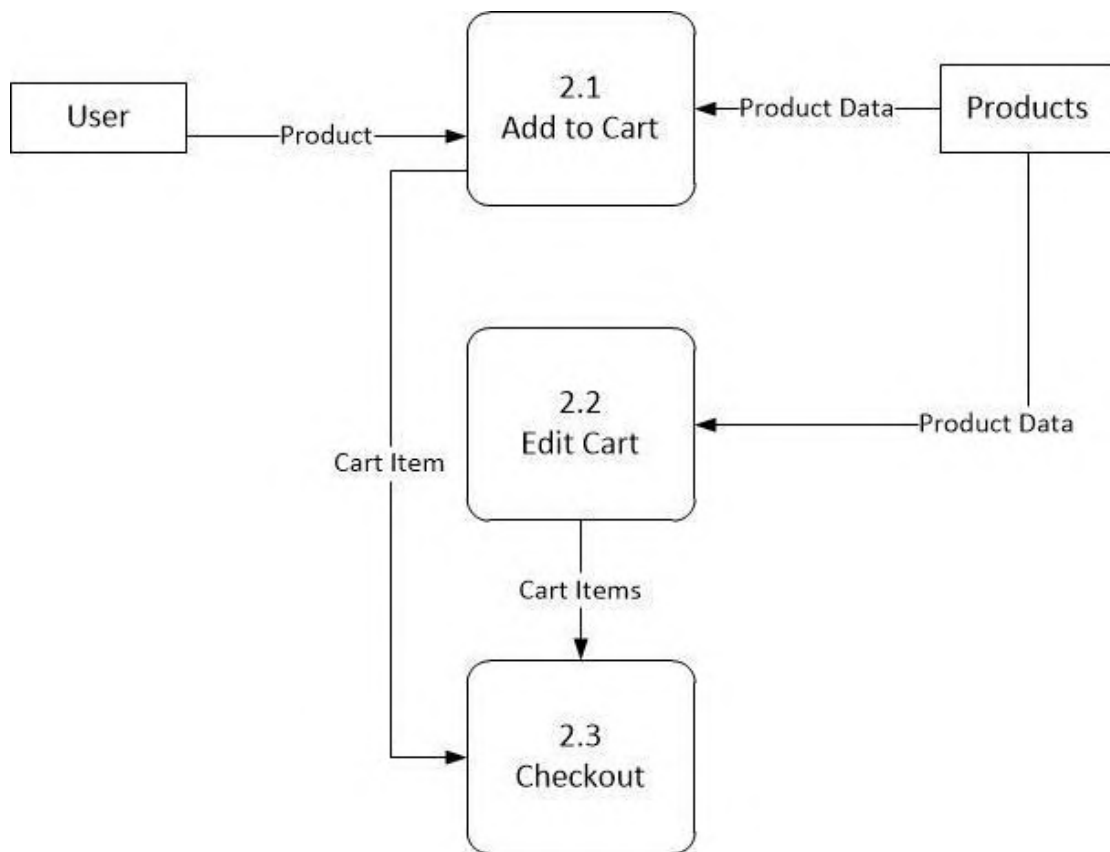 2.1
Add to Cart
User
Product
Product Data
Products
2.2
Edit Cart
Product Data
Cart Item
Cart Items
2.3
Checkout